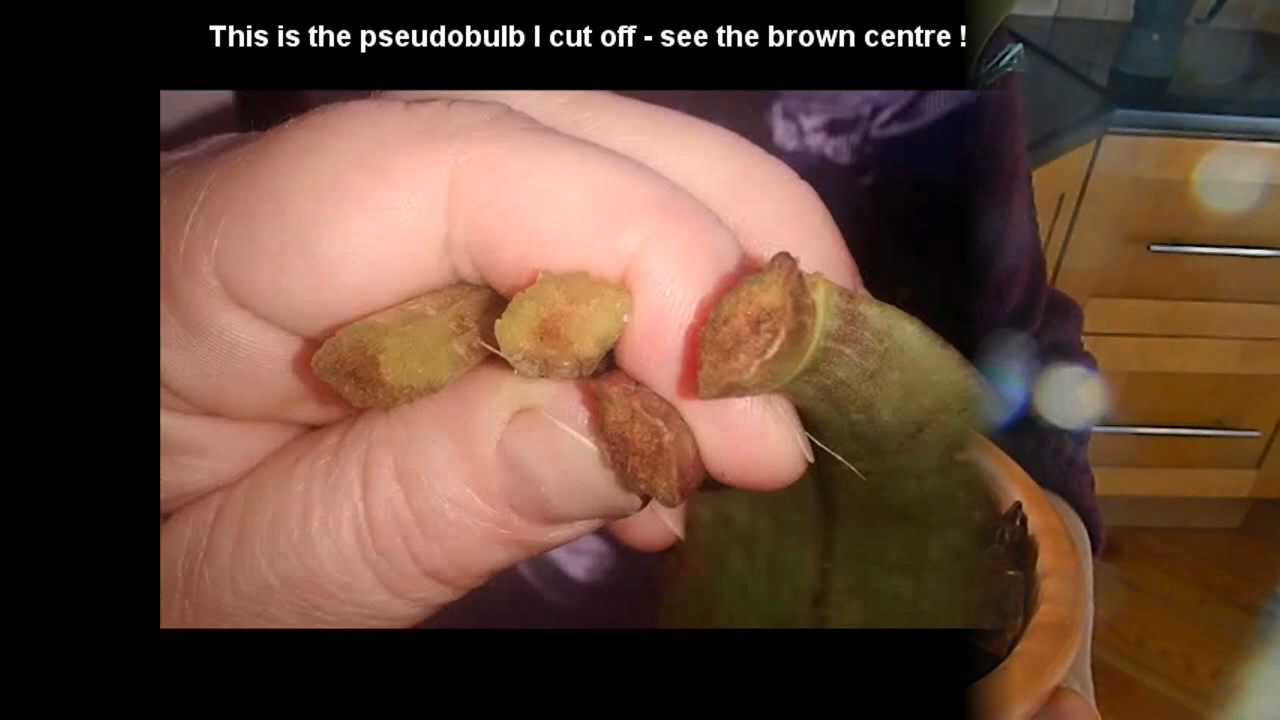 This is the pseudobulb I cut off - see the brown centre !